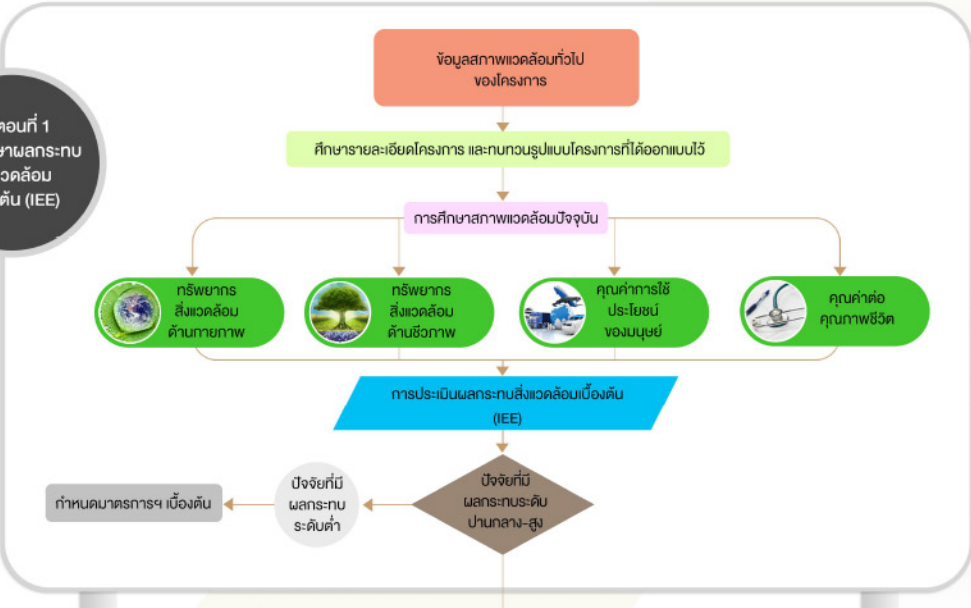 ข้อมูลสภาพแวดล้อมทั่วไป
ของโครงการ
ศึกษารายละเอียดโครงการ และทบทวนรูปแบบโครงการที่ได้ออกแบบไว้
การศึกษาสภาพแวดล้อมปัจจุบัน
ตอนที่ 1
ษาผลกระทบ
วดล้อม
ต้น (IEE)
ทรัพยากร
สิ่งแวดล้อม
ด้านกายภาพ
ทรัพยากร
สิ่งแวดล้อม
ด้านชีวภาพ
คุณค่าการใช้
ประโยชน์
ของมนุษย์
คุณค่าต่อ
คุณภาพชีวิต
การประเมินผลกระทบสิ่งแวดล้อมเบื้องต้น
(IEE)
ปัจจัยที่มี
ผลกระทบระดับ
ปานกลาง-สูง
ปัจจัยที่มี
ผลกระทบ
ระดับต่ำ
กำหนดมาตรการฯ เบื้องต้น